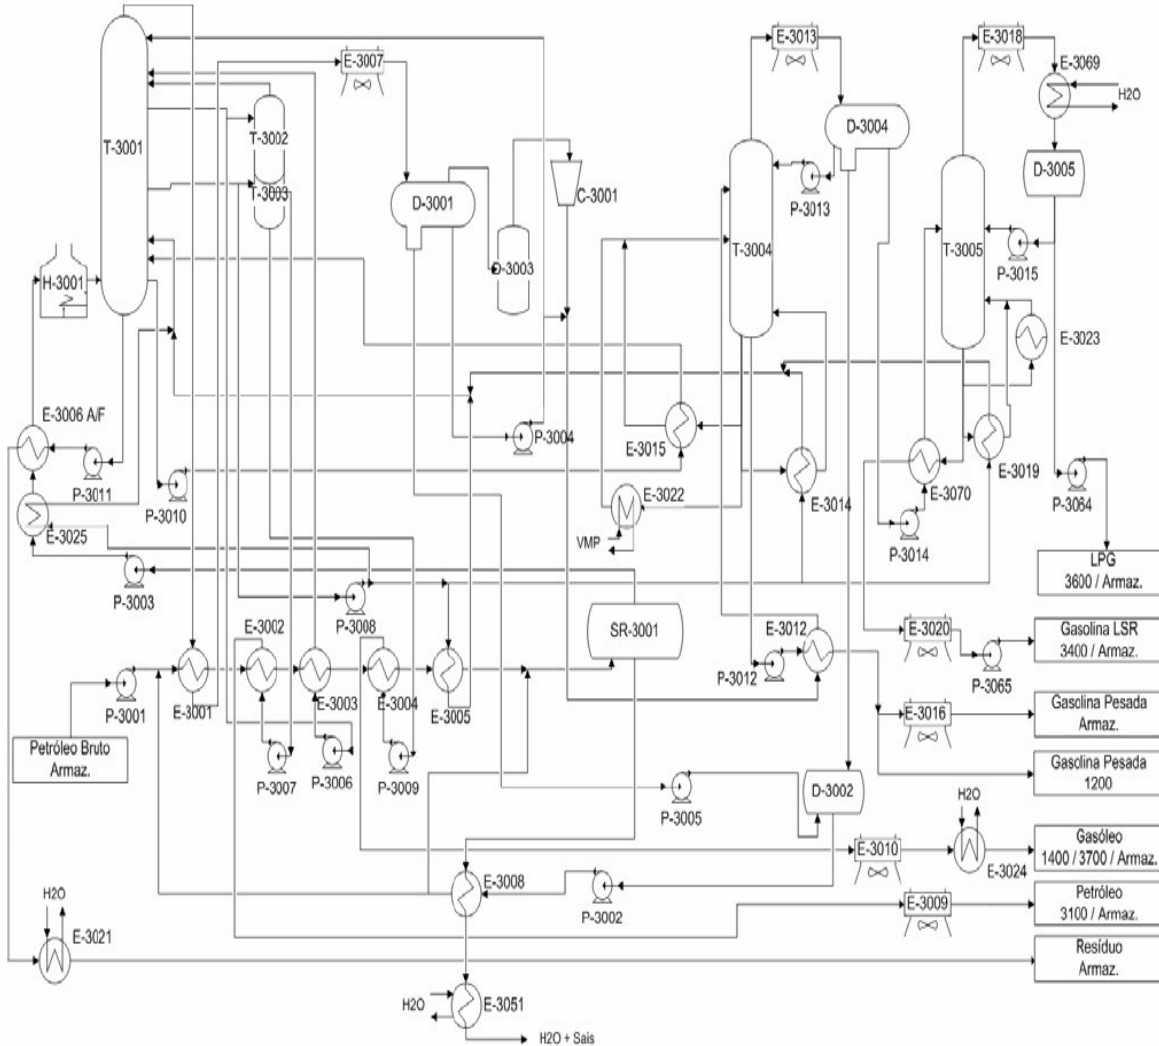 E-3013
E-3018
E-3007
E-3069
H2O
D-3004
T-3002
T-3001
D-3005
T-3003
C-3001
P-3013
D-3001
T-3004
T-3005
P-3015
D-3003
H-3001
E-3023
E-3006 A/F
P-3004
E-3015
E-3019
P-3011
E-3022
E-3014
E-3070
P-3064
P-3010
E-3025
VMP
P-3014
LPG
3600 / Armaz.
P-3003
P-3008
SR-3001
E-3012
E-3020
Gasolina LSR
3400 / Armaz.
E-3002
P-3001
E-3001
E-3003
E-3004
E-3005
P-3012
P-3065
E-3016
Gasolina Pesada
Armaz.
Petróleo Bruto
Armaz.
P-3007
P-3006
P-3009
Gasolina Pesada
1200
P-3005
D-3002
H2O
E-3010
E-3024
Gasóleo
1400 / 3700 / Armaz.
E-3008
P-3002
E-3009
Petróleo
3100 / Armaz.
H2O
E-3021
Resíduo
Armaz.
H2O
E-3051
H2O + Sais